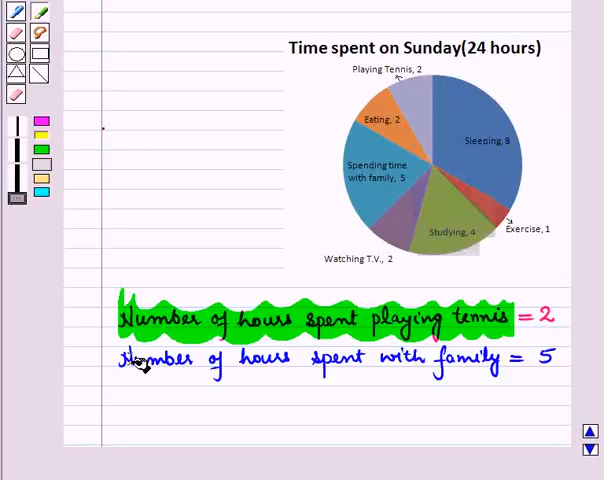 Time spent on Sunday(24 hours)
Playing Tennis, 2
Eating, 2
Sleeping, 8
Spending time
with family, 5
Exercise, 1
Studying, 4
Watching T.V., 2
Number of hours spent playing tennis = 2
Number of hours spent with family = 5